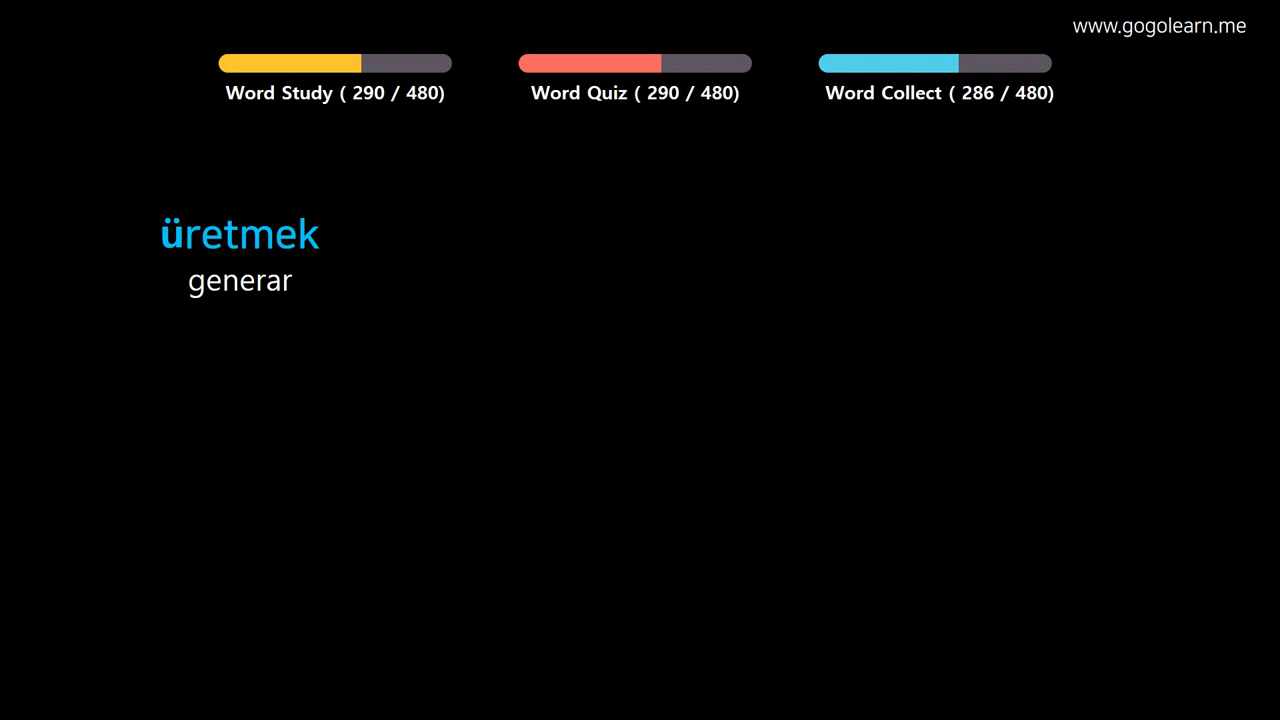 www.gogolearn.me
Word Study ( 290 / 480)
Word Quiz ( 290 / 480)
Word Collect ( 286 / 480)
üretmek
generar